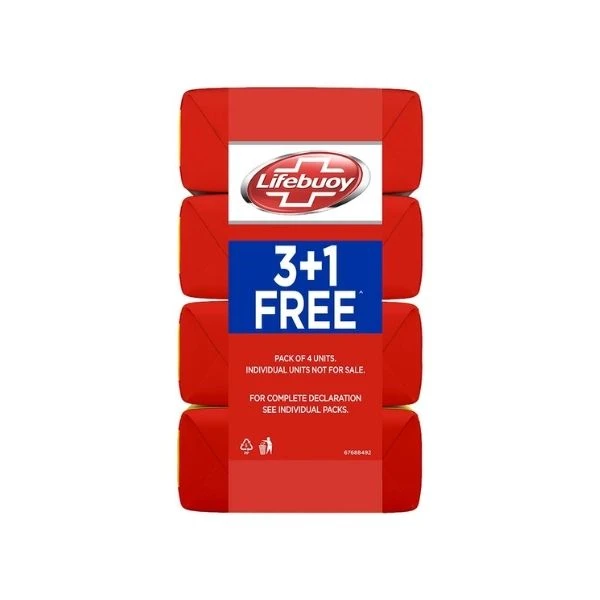 Lifebuoy
3+1
FREE^
PACK OF 4 UNITS.
INDIVIDUAL UNITS NOT FOR SALE.
FOR COMPLETE DECLARATION
SEE INDIVIDUAL PACKS.
PP
67688492